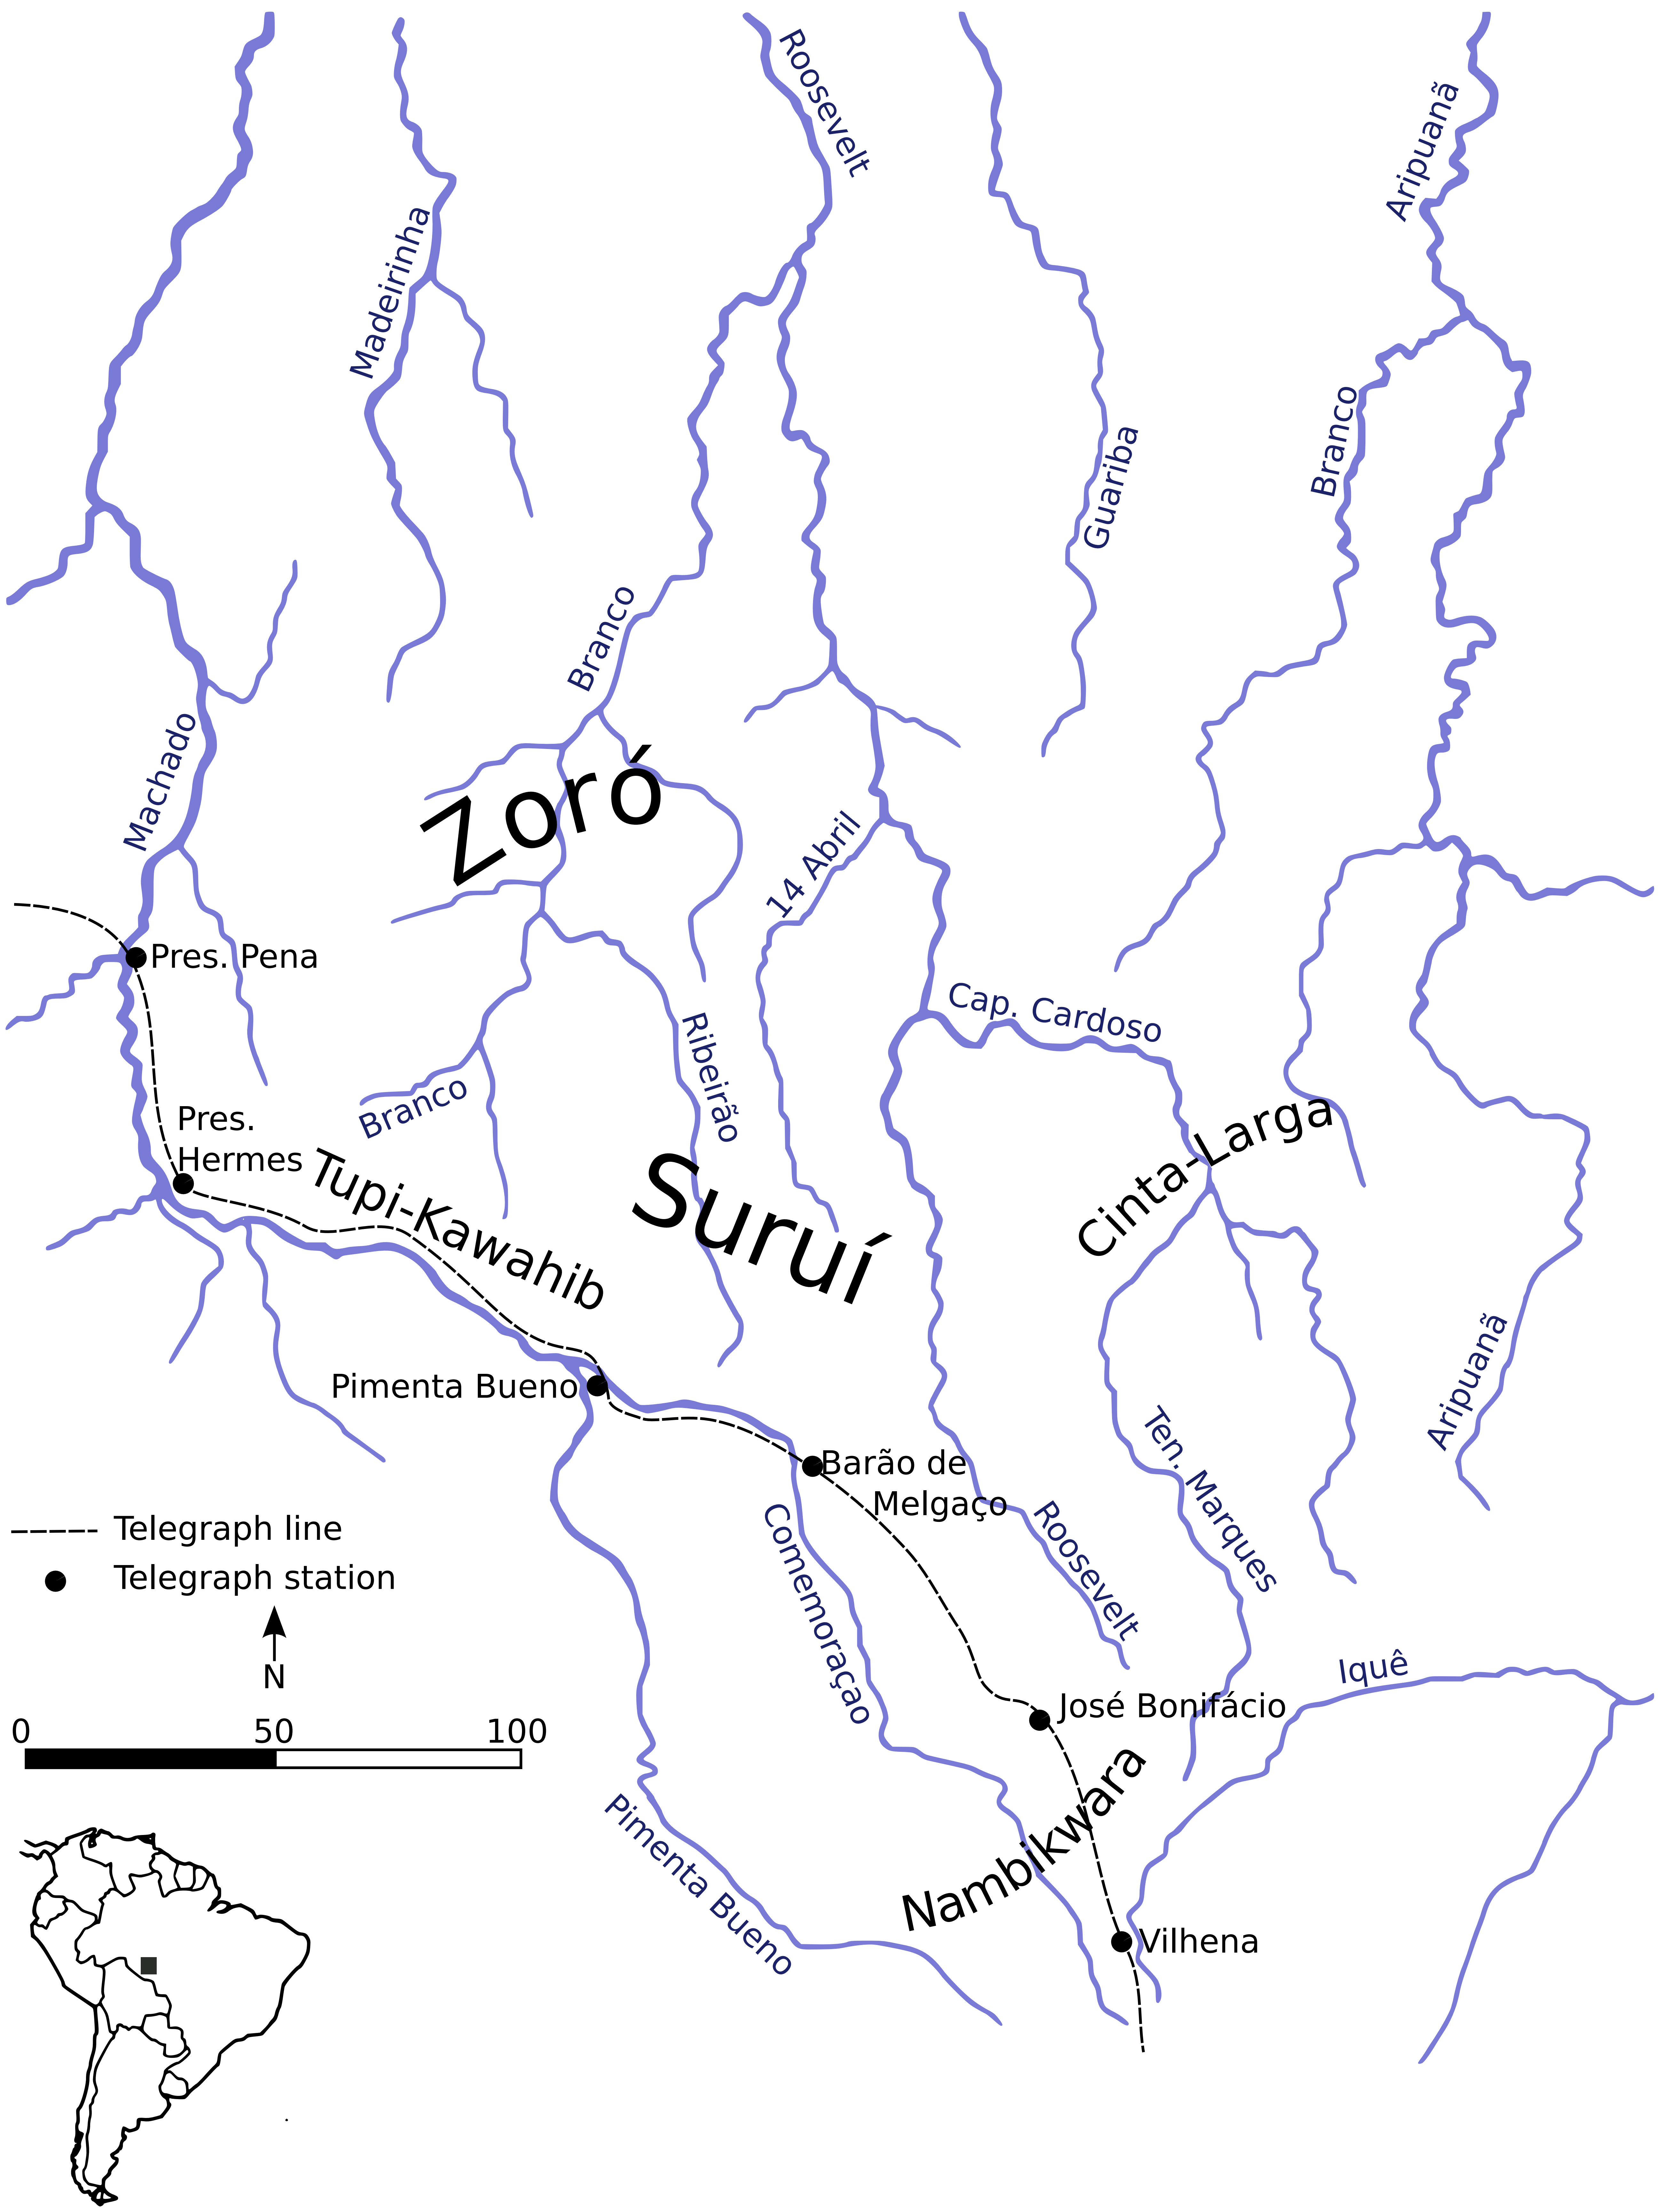 Roosevelt
Aripuanã
Madeirinha
Branco
Guariba
Branco
Machado
Zoró
14 Abril
Pres. Pena
Cap. Cardoso
Ribeirão
Branco
Pres.
Hermes
Tupi-Kawahib
Suruí
Cinta-Larga
Aripuanã
Pimenta Bueno
Barão de
Melgaço
Ten. Marques
Roosevelt
Comemoraçao
Telegraph line
Telegraph station
N
0 50 100
Iquê
José Bonifácio
Nambikwara
Pimenta Bueno
Vilhena